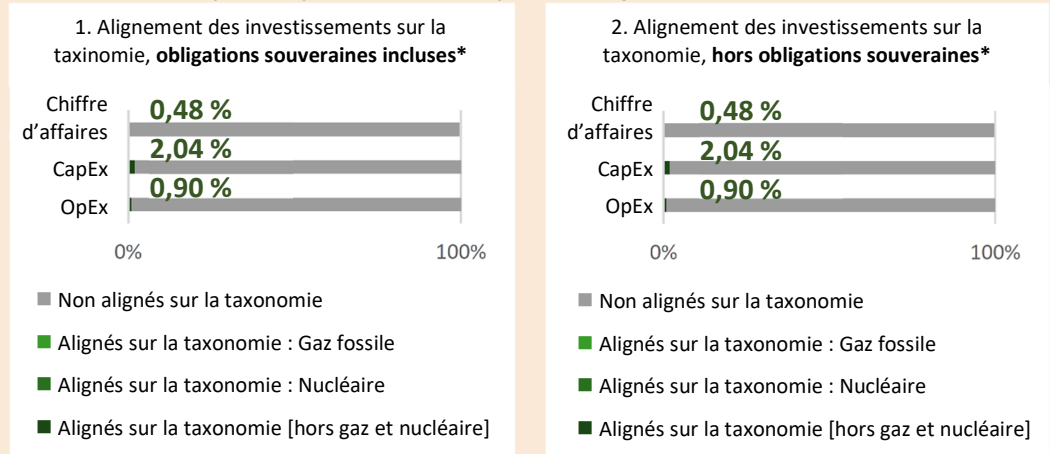 1. Alignement des investissements sur la
taxinomie, obligations souveraines incluses*
Chiffre
d'affaires
0,48 %
CapEx
2,04 %
OpEx
0,90 %
0%
100%
Non alignés sur la taxonomie
Alignés sur la taxonomie : Gaz fossile
Alignés sur la taxonomie : Nucléaire
Alignés sur la taxonomie [hors gaz et nucléaire]
2. Alignement des investissements sur la
taxonomie, hors obligations souveraines*
Chiffre
d'affaires
0,48 %
CapEx
2,04 %
OpEx
0,90 %
0%
100%
Non alignés sur la taxonomie
Alignés sur la taxonomie : Gaz fossile
Alignés sur la taxonomie : Nucléaire
Alignés sur la taxonomie [hors gaz et nucléaire]